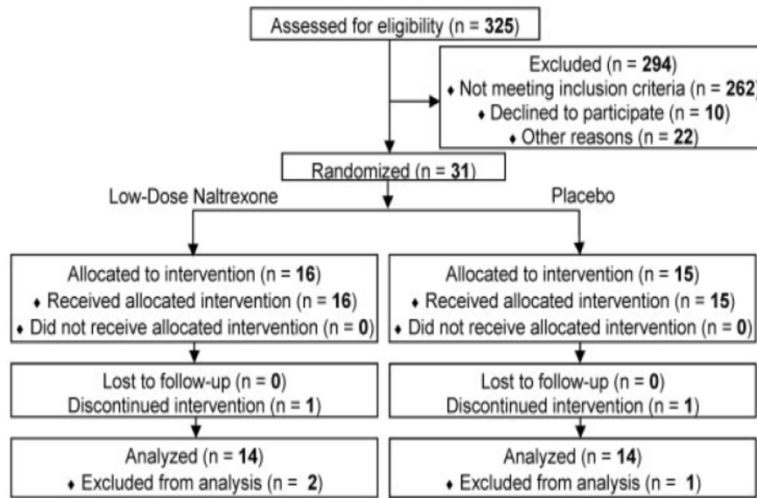 Assessed for eligibility (n = 325)
Excluded (n = 294)
♦ Not meeting inclusion criteria (n = 262)
♦ Declined to participate (n = 10)
♦ Other reasons (n = 22)
Randomized (n = 31)
Low-Dose Naltrexone
Placebo
Allocated to intervention (n = 16)
♦ Received allocated intervention (n = 16)
♦ Did not receive allocated intervention (n = 0)
Allocated to intervention (n = 15)
♦ Received allocated intervention (n = 15)
♦ Did not receive allocated intervention (n = 0)
Lost to follow-up (n = 0)
Discontinued intervention (n = 1)
Lost to follow-up (n = 0)
Discontinued intervention (n = 1)
Analyzed (n = 14)
♦ Excluded from analysis (n = 2)
Analyzed (n = 14)
♦ Excluded from analysis (n = 1)